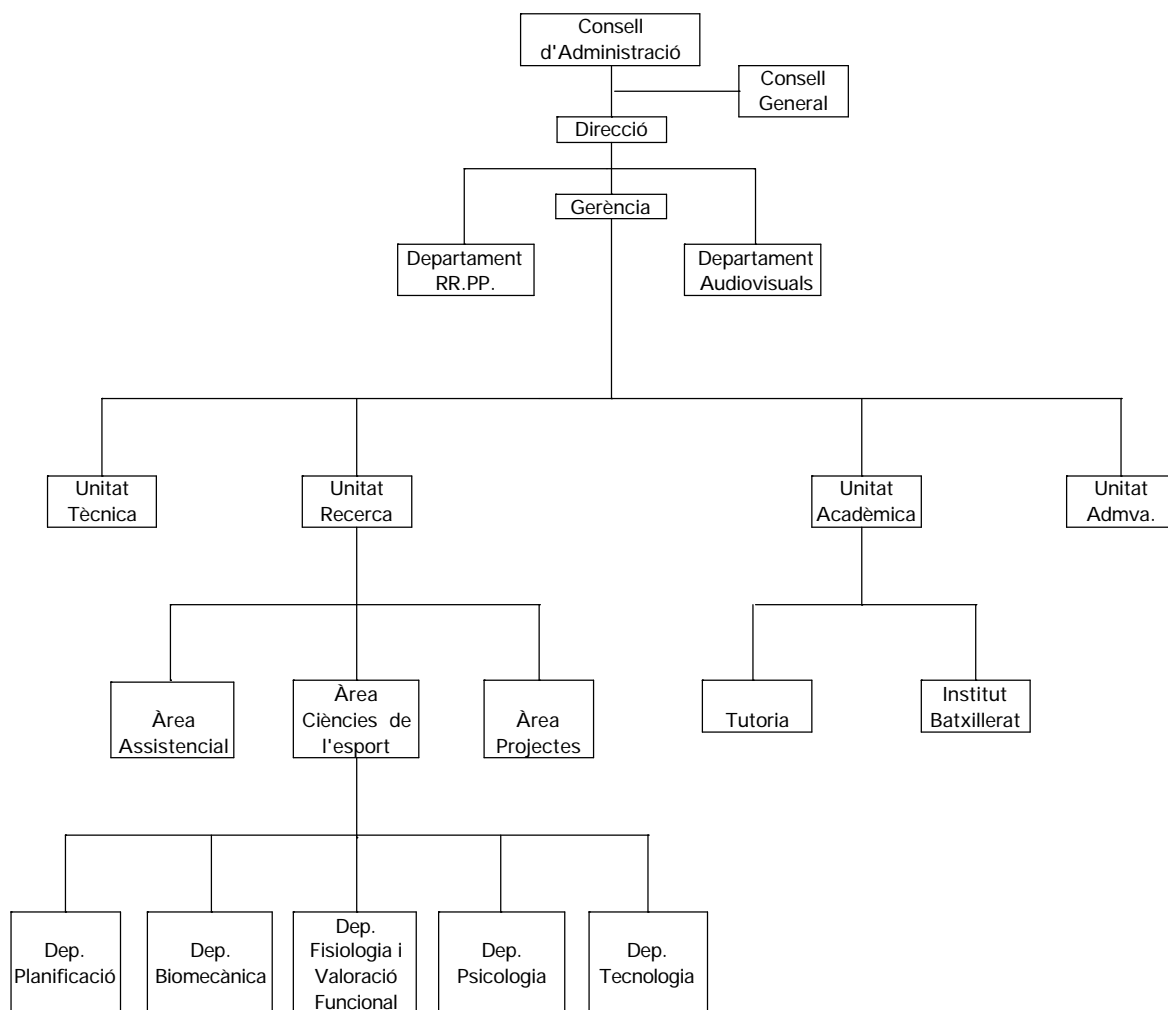 Consell
d'Administració
Consell
General
Direcció
Gerència
Departament
RR.PP.
Departament
Audiovisuals
Unitat
Tècnica
Unitat
Recerca
Unitat
Acadèmica
Unitat
Admva.
Àrea
Assistencial
Àrea
Ciències de
l'esport
Àrea
Projectes
Tutoria
Institut
Batxillerat
Dep.
Planificació
Dep.
Biomecànica
Dep.
Fisiologia i
Valoració
Funcional
Dep.
Psicologia
Dep.
Tecnologia